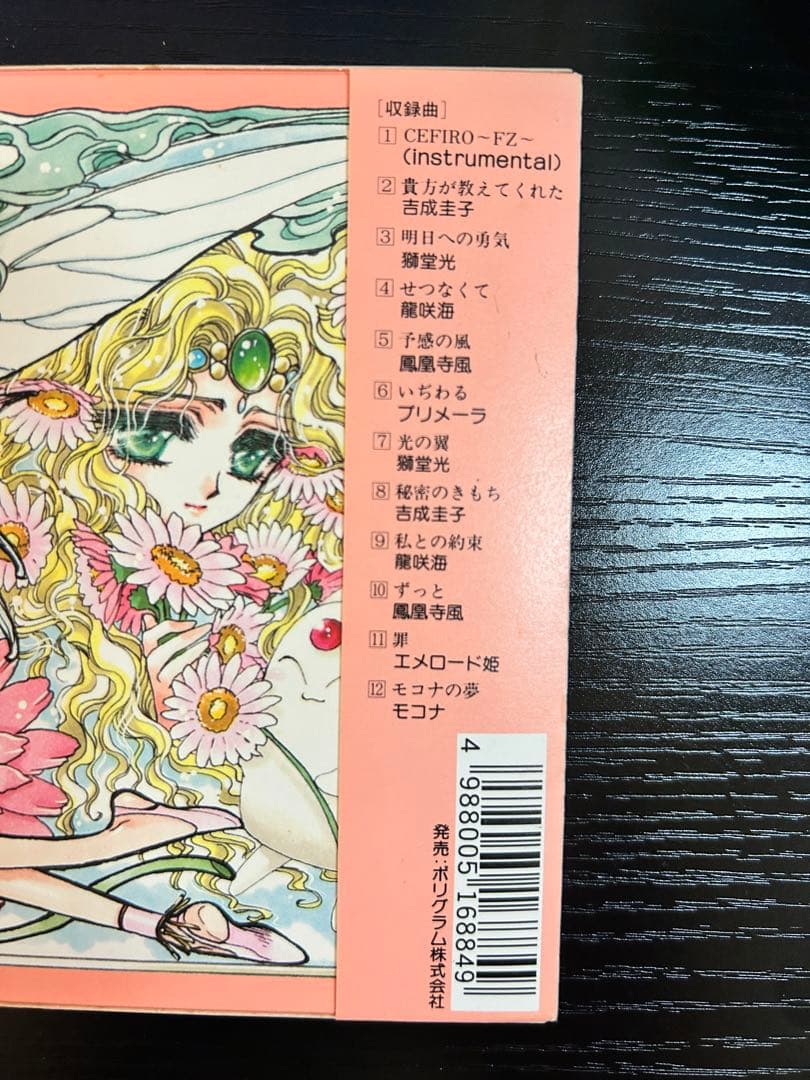 [収録曲]
1 CEFIRO〜FZ〜
(instrumental)
2 貴方が教えてくれた
吉成圭子
3 明日への勇気
獅堂光
4 せつなくて
龍咲海
5 予感の風
鳳凰寺風
6 いぢわる
プリメーラ
7 光の翼
獅堂光
8 秘密のきもち
吉成圭子
9 私との約束
龍咲海
10 ずっと
鳳凰寺風
11 罪
エメロード姫
12 モコナの夢
モコナ
4 988005 168849
発売:ポリグラム株式会社